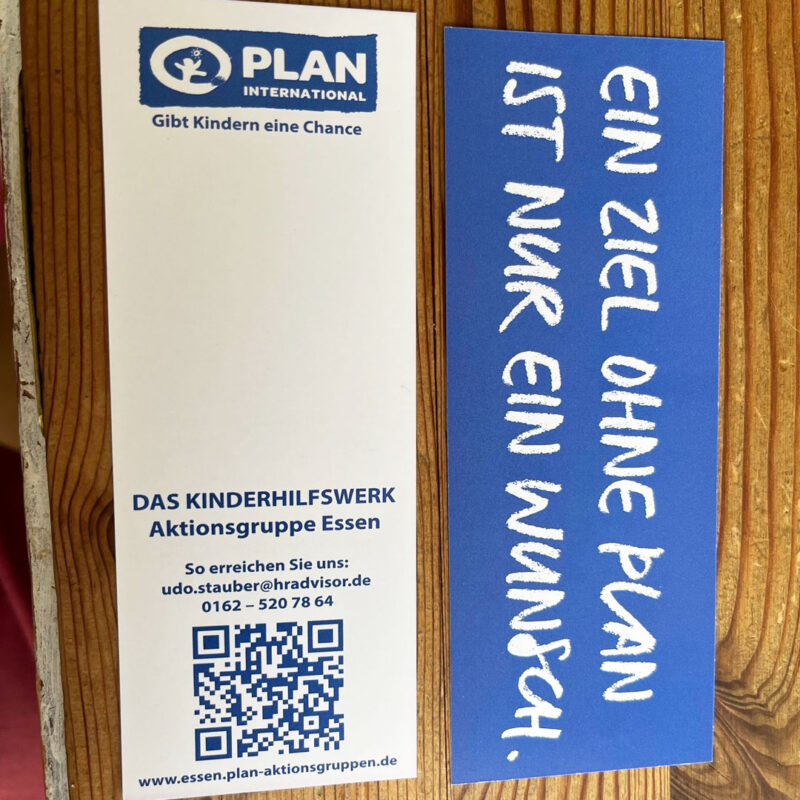 PLAN
INTERNATIONAL
Gibt Kindern eine Chance
DAS KINDERHILFSWERK
Aktionsgruppe Essen
So erreichen Sie uns:
udo.stauber@hradvisor.de
0162 – 520 78 64
www.essen.plan-aktionsgruppen.de
EIN ZIEL OHNE PLAN
IST NUR EIN WUNSCH.